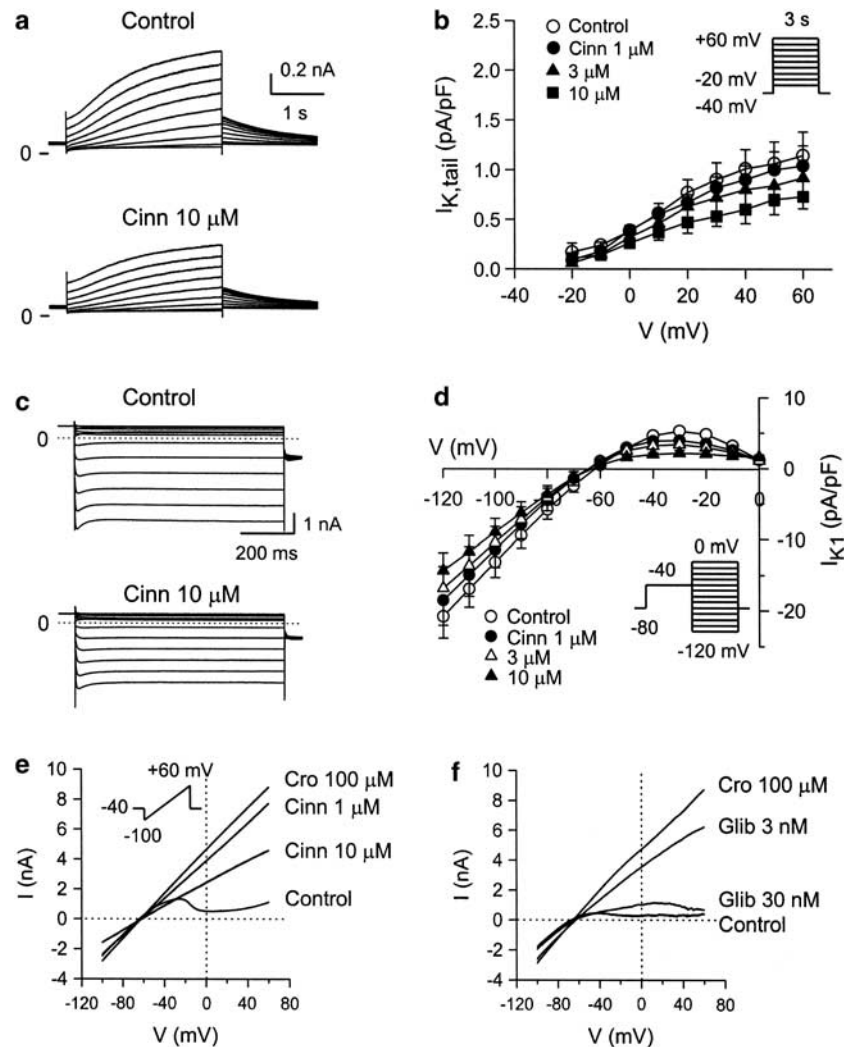 a
Control
0.2 nA
1 s
0
Cinn 10 μM
0
b
Control
Cinn 1 μM
3 μM
10 μM
3 s
+60 mV
-20 mV
-40 mV
I_K,tail (pA/pF)
2.5
2.0
1.5
1.0
0.5
0.0
-40 -20 0 20 40 60
V (mV)
c
Control
0
1 nA
200 ms
Cinn 10 μM
0
d
V (mV)
-120 -100 -80 -60 -40 -20 0
10
5
0
-10
-20
I_K1 (pA/pF)
0 mV
-40
-80
-120 mV
Control
Cinn 1 μM
3 μM
10 μM
e
I (nA)
10
8
6
4
2
0
-2
-4
+60 mV
-40
-100
Cro 100 μM
Cinn 1 μM
Cinn 10 μM
Control
-120 -80 -40 0 40 80
V (mV)
f
I (nA)
10
8
6
4
2
0
-2
-4
Cro 100 μM
Glib 3 nM
Glib 30 nM
Control
-120 -80 -40 0 40 80
V (mV)